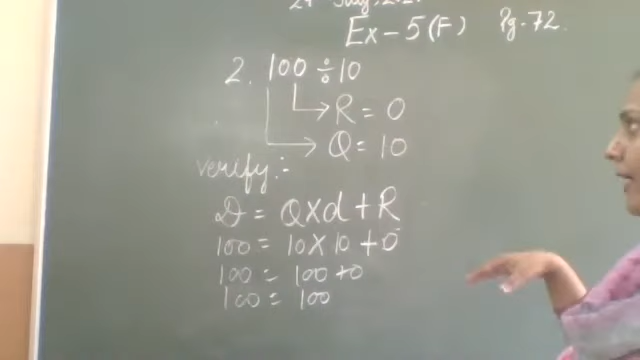 Ex-5(F) Pg-72.
2. 100 ÷ 10
R = 0
Q = 10
verify:-
D = Q×d + R
100 = 10 × 10 + 0
100 = 100 + 0
100 = 100